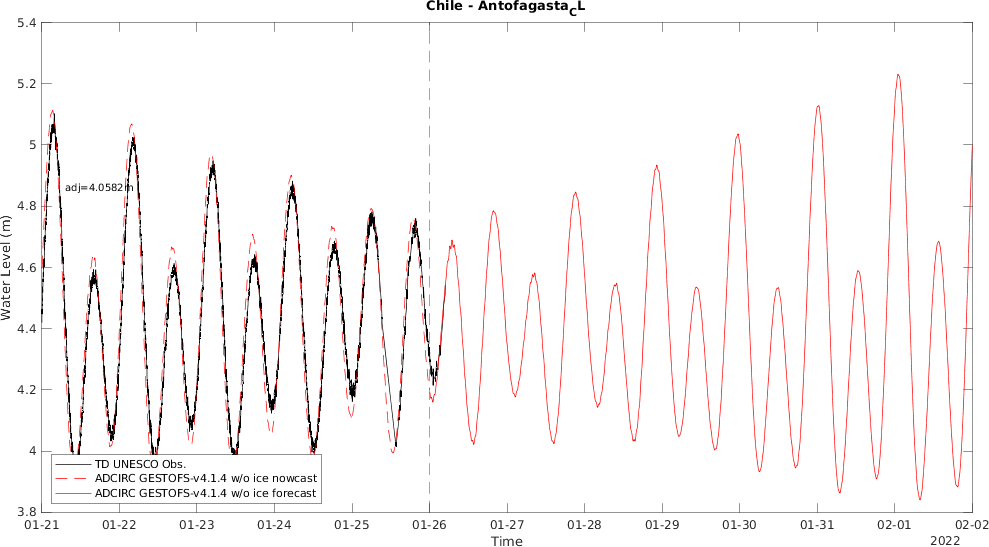 Chile - Antofagasta_CL
5.4
5.2
5
4.8
4.6
4.4
4.2
4
3.8
Water Level (m)
adj=4.0582 m
TD UNESCO Obs.
ADCIRC GESTOFS-v4.1.4 w/o ice nowcast
ADCIRC GESTOFS-v4.1.4 w/o ice forecast
01-21 01-22 01-23 01-24 01-25 01-26 01-27 01-28 01-29 01-30 01-31 02-01 02-02
Time
2022